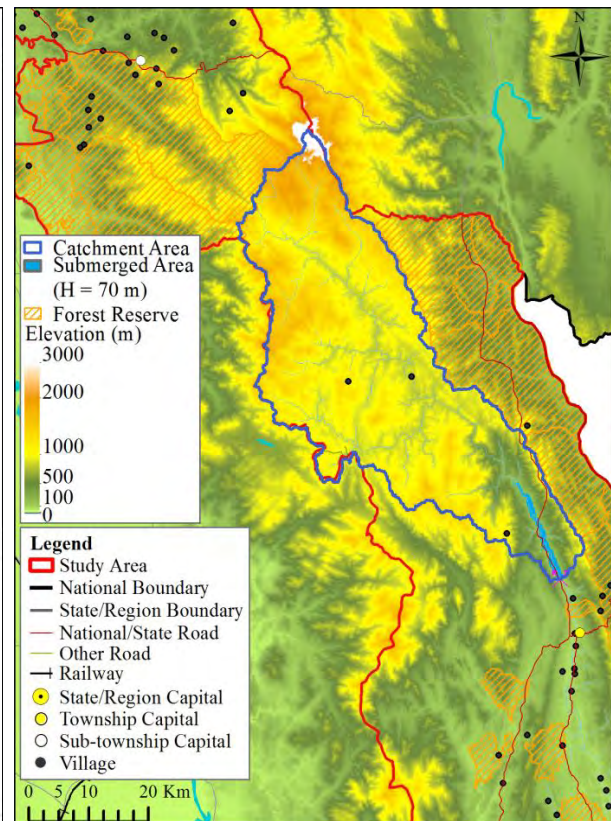 N
Catchment Area
Submerged Area
(H = 70 m)
Forest Reserve
Elevation (m)
3000
2000
1000
500
100
0
Legend
Study Area
National Boundary
State/Region Boundary
National/State Road
Other Road
Railway
State/Region Capital
Township Capital
Sub-township Capital
Village
0 5 10 20 Km